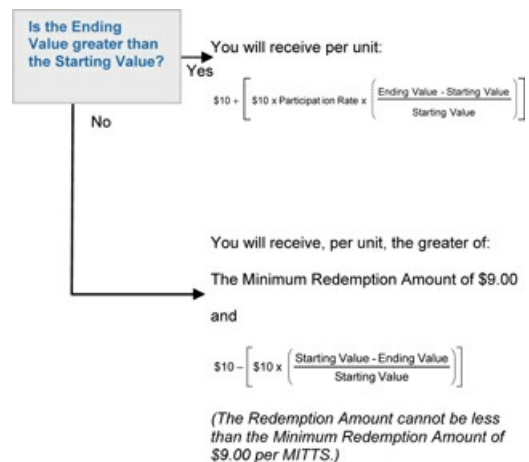 Is the Ending
Value greater than
the Starting Value?
You will receive per unit:
Yes
$10 + [ $10 x Participation Rate x ( Ending Value - Starting Value
Starting Value ) ]
No
You will receive, per unit, the greater of:
The Minimum Redemption Amount of $9.00
and
$10 – [ $10 x ( Starting Value - Ending Value
Starting Value ) ]
(The Redemption Amount cannot be less
than the Minimum Redemption Amount of
$9.00 per MITTS.)